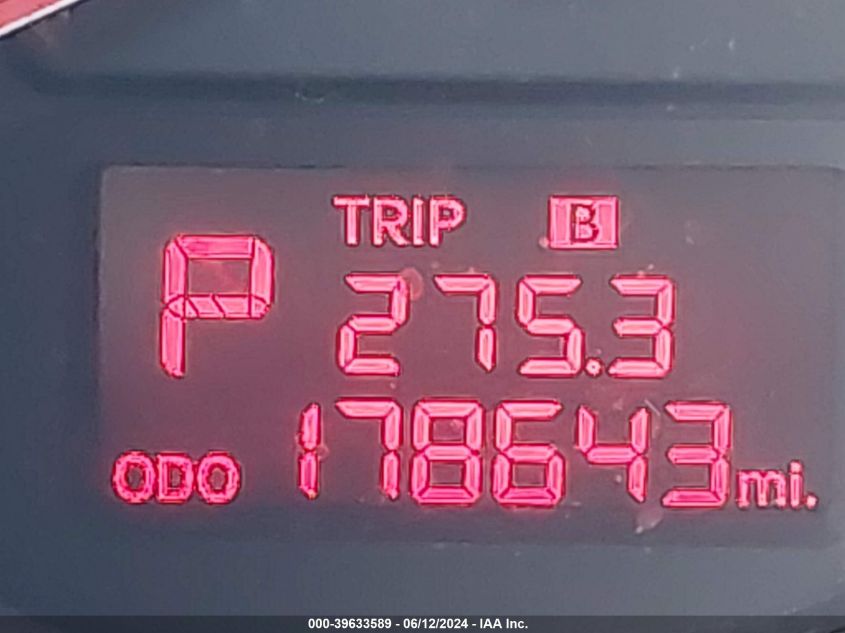 TRIP B
P 275.3
ODO 178643 mi.
000-39633589 - 06/12/2024 - IAA Inc.